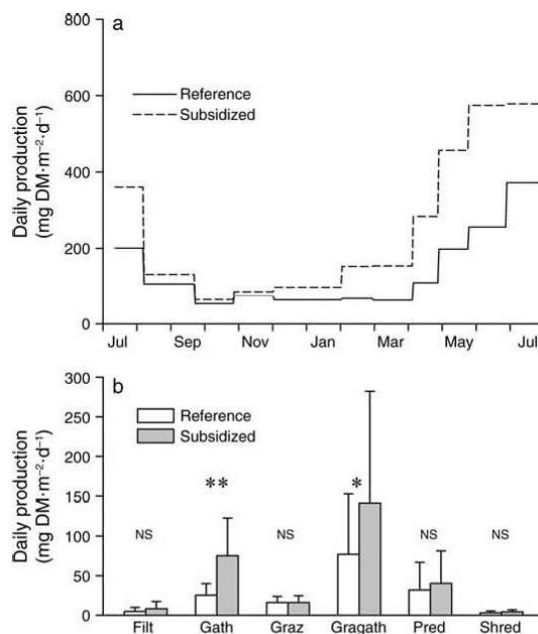 a
800
600
400
200
0
Daily production
(mg DM·m⁻²·d⁻¹)
Reference
Subsidized
Jul Sep Nov Jan Mar May Jul
b
300
250
200
150
100
50
0
Daily production
(mg DM·m⁻²·d⁻¹)
Reference
Subsidized
NS ** NS * NS NS
Filt Gath Graz Gragath Pred Shred